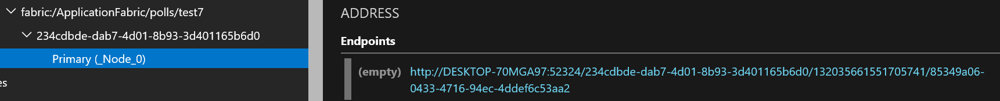 fabric:/ApplicationFabric/polls/test7
234cdbde-dab7-4d01-8b93-3d401165b6d0
Primary (_Node_0)
es
ADDRESS
Endpoints
(empty) http://DESKTOP-70MGA97:52324/234cdbde-dab7-4d01-8b93-3d401165b6d0/132035661551705741/85349a06-
0433-4716-94ec-4ddef6c53aa2